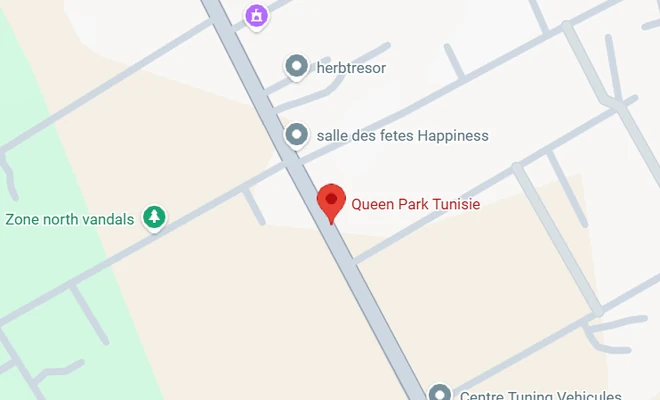 herbtresor
salle des fetes Happiness
Queen Park Tunisie
Zone north vandals
Centre Tuning Vehicules